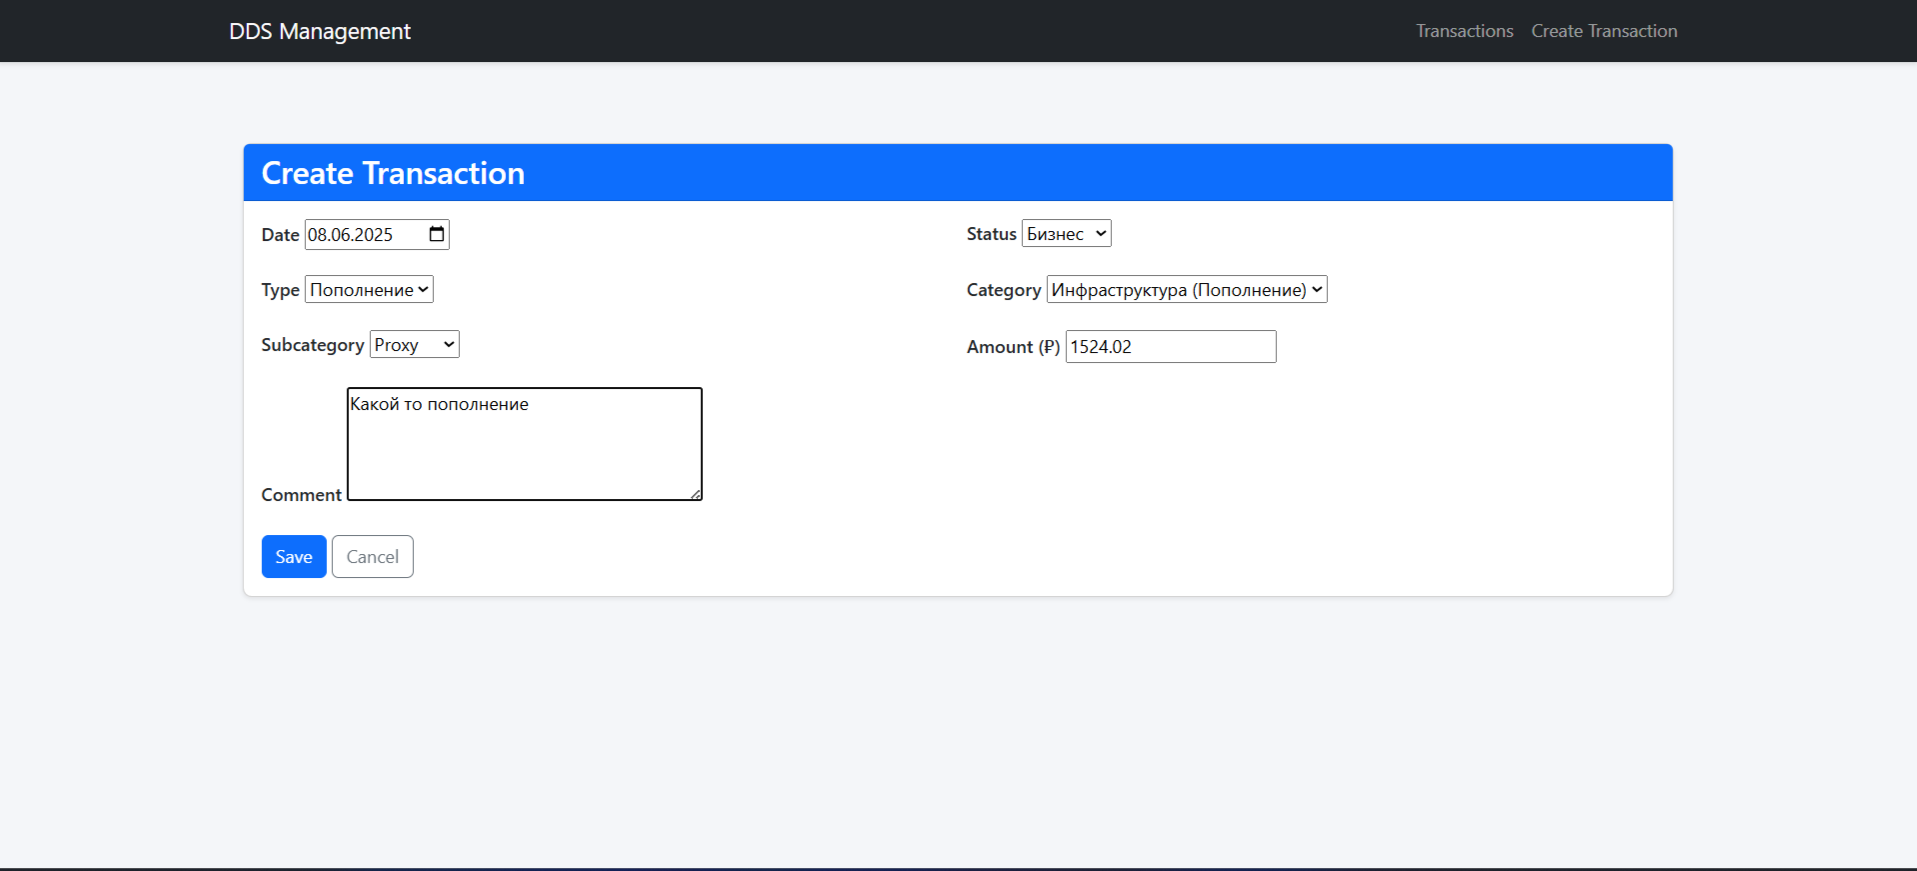 DDS Management
Transactions Create Transaction
Create Transaction
Date 08.06.2025
Status Бизнес
Type Пополнение
Category Инфраструктура (Пополнение)
Subcategory Proxy
Amount (₽) 1524.02
Comment Какой то пополнение
Save Cancel